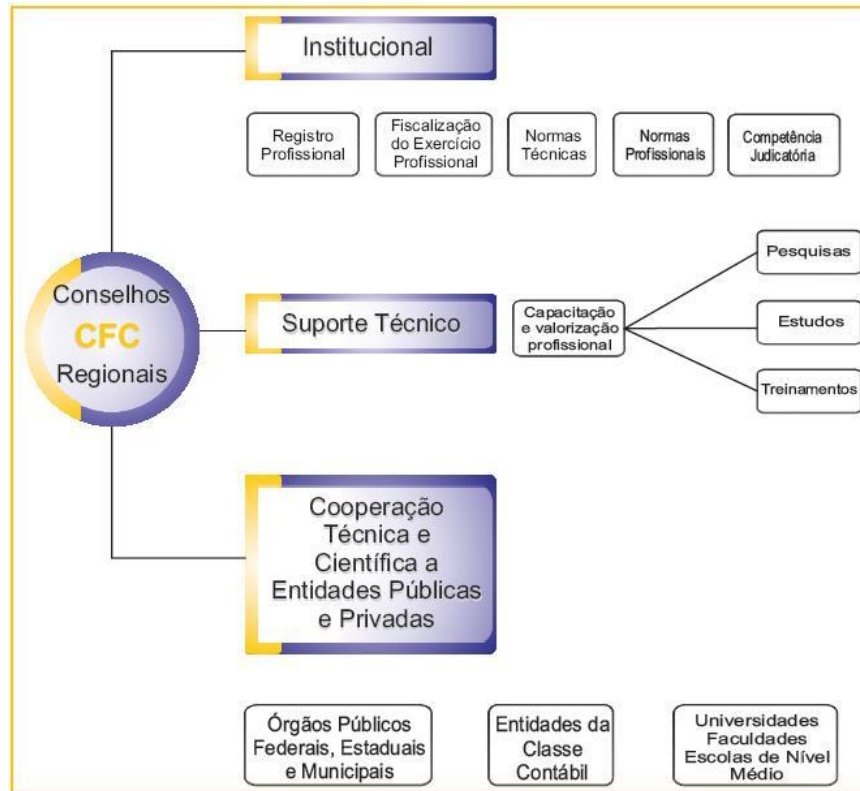 Institucional
Registro
Profissional
Fiscalização
do Exercício
Profissional
Normas
Técnicas
Normas
Profissionais
Competência
Judicatória
Conselhos
CFC
Regionais
Suporte Técnico
Capacitação
e valorização
profissional
Pesquisas
Estudos
Treinamentos
Cooperação
Técnica e
Científica a
Entidades Públicas
e Privadas
Órgãos Públicos
Federais, Estaduais
e Municipais
Entidades da
Classe
Contábil
Universidades
Faculdades
Escolas de Nível
Médio